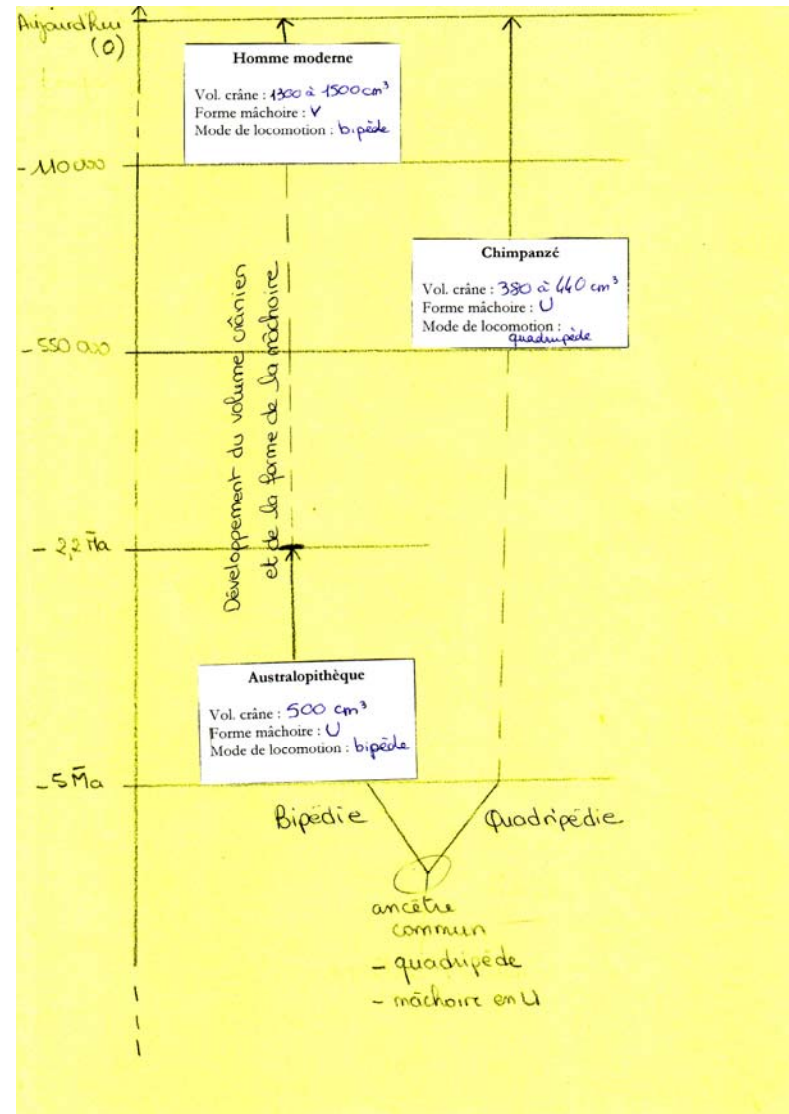 Aujourd'hui
(0)
Homme moderne
Vol. crâne : 1300 à 1500 cm³
Forme mâchoire : V
Mode de locomotion : bipède
- 110 000
Chimpanzé
Vol. crâne : 380 à 440 cm³
Forme mâchoire : U
Mode de locomotion :
quadrupède
- 550 000
Développement du volume crânien
et de la forme de la mâchoire
- 2,2 Ma
Australopithèque
Vol. crâne : 500 cm³
Forme mâchoire : U
Mode de locomotion : bipède
- 5 Ma
Bipédie
Quadripédie
ancêtre
commun
- quadripède
- mâchoire en U